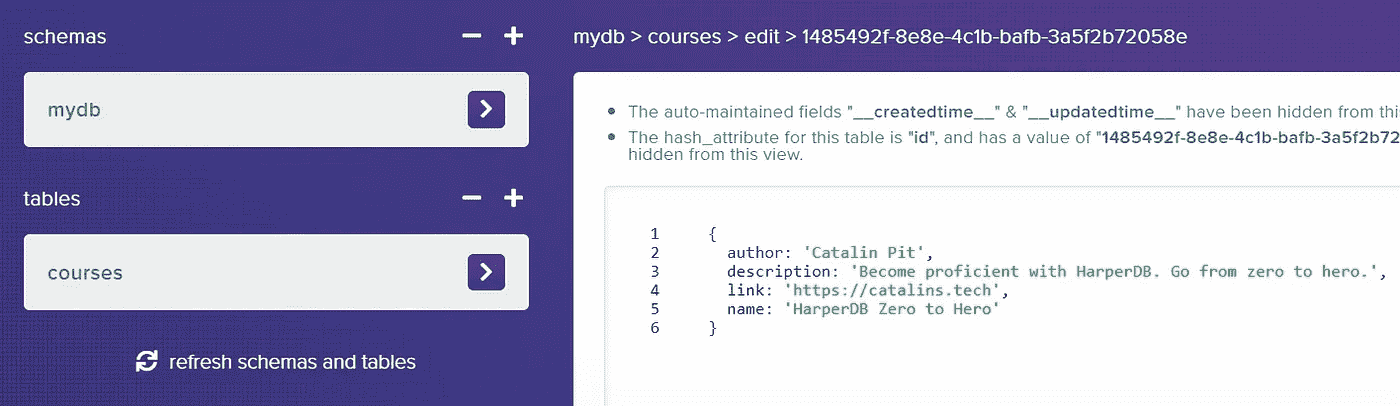 schemas
mydb
tables
courses
refresh schemas and tables
mydb > courses > edit > 1485492f-8e8e-4c1b-bafb-3a5f2b72058e
The auto-maintained fields "__createdtime__" & "__updatedtime__" have been hidden from
The hash_attribute for this table is "id", and has a value of "1485492f-8e8e-4c1b-bafb-3a5f2b72
hidden from this view.
1 {
2 author: 'Catalin Pit',
3 description: 'Become proficient with HarperDB. Go from zero to hero.',
4 link: 'https://catalins.tech',
5 name: 'HarperDB Zero to Hero'
6 }